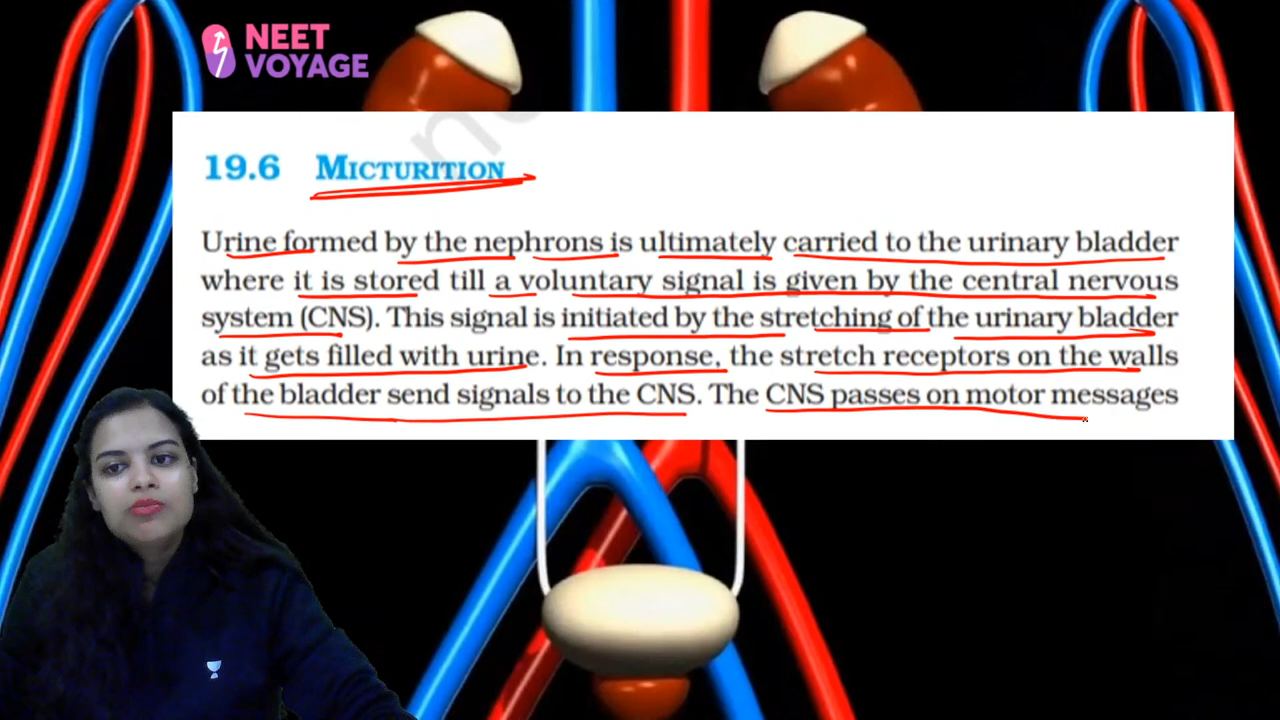 NEET
VOYAGE
19.6 MICTURITION
Urine formed by the nephrons is ultimately carried to the urinary bladder
where it is stored till a voluntary signal is given by the central nervous
system (CNS). This signal is initiated by the stretching of the urinary bladder
as it gets filled with urine. In response, the stretch receptors on the walls
of the bladder send signals to the CNS. The CNS passes on motor messages